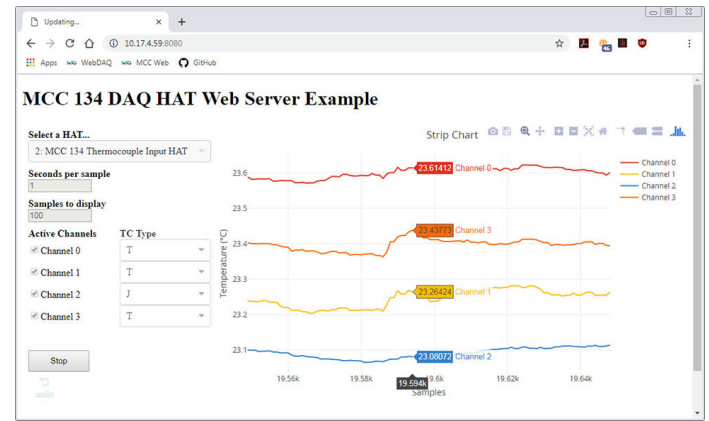 Updating...
10.17.4.59:8080
46
Apps WebDAQ MCC Web GitHub
MCC 134 DAQ HAT Web Server Example
Select a HAT...
2: MCC 134 Thermocouple Input HAT
Seconds per sample
1
Samples to display
100
Active Channels TC Type
Channel 0 T
Channel 1 T
Channel 2 J
Channel 3 T
Stop
undo
Strip Chart
Temperature (°C)
23.6
23.5
23.4
23.3
23.2
23.1
23.61412 Channel 0
23.43773 Channel 3
23.26424 Channel 1
23.08072 Channel 2
19.56k 19.58k 19.6k 19.62k 19.64k
19.594k
Samples
Channel 0
Channel 1
Channel 2
Channel 3